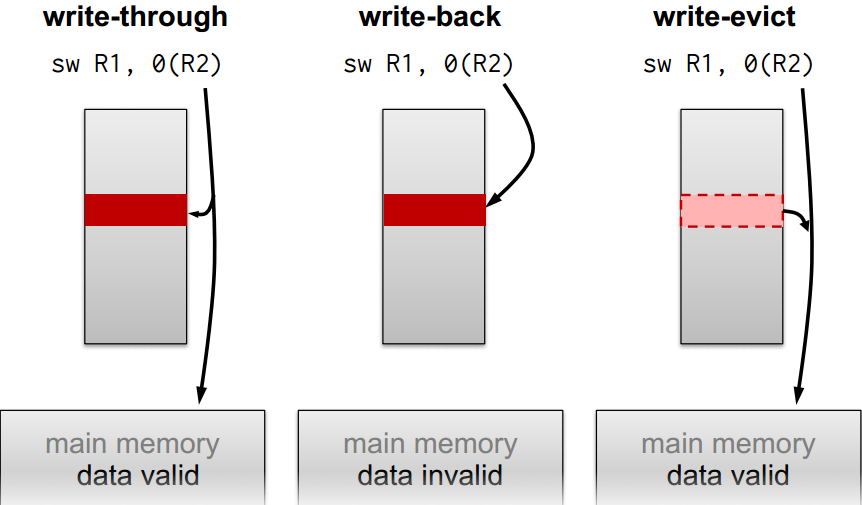 write-through
sw R1, 0(R2)
main memory
data valid
write-back
sw R1, 0(R2)
main memory
data invalid
write-evict
sw R1, 0(R2)
main memory
data valid